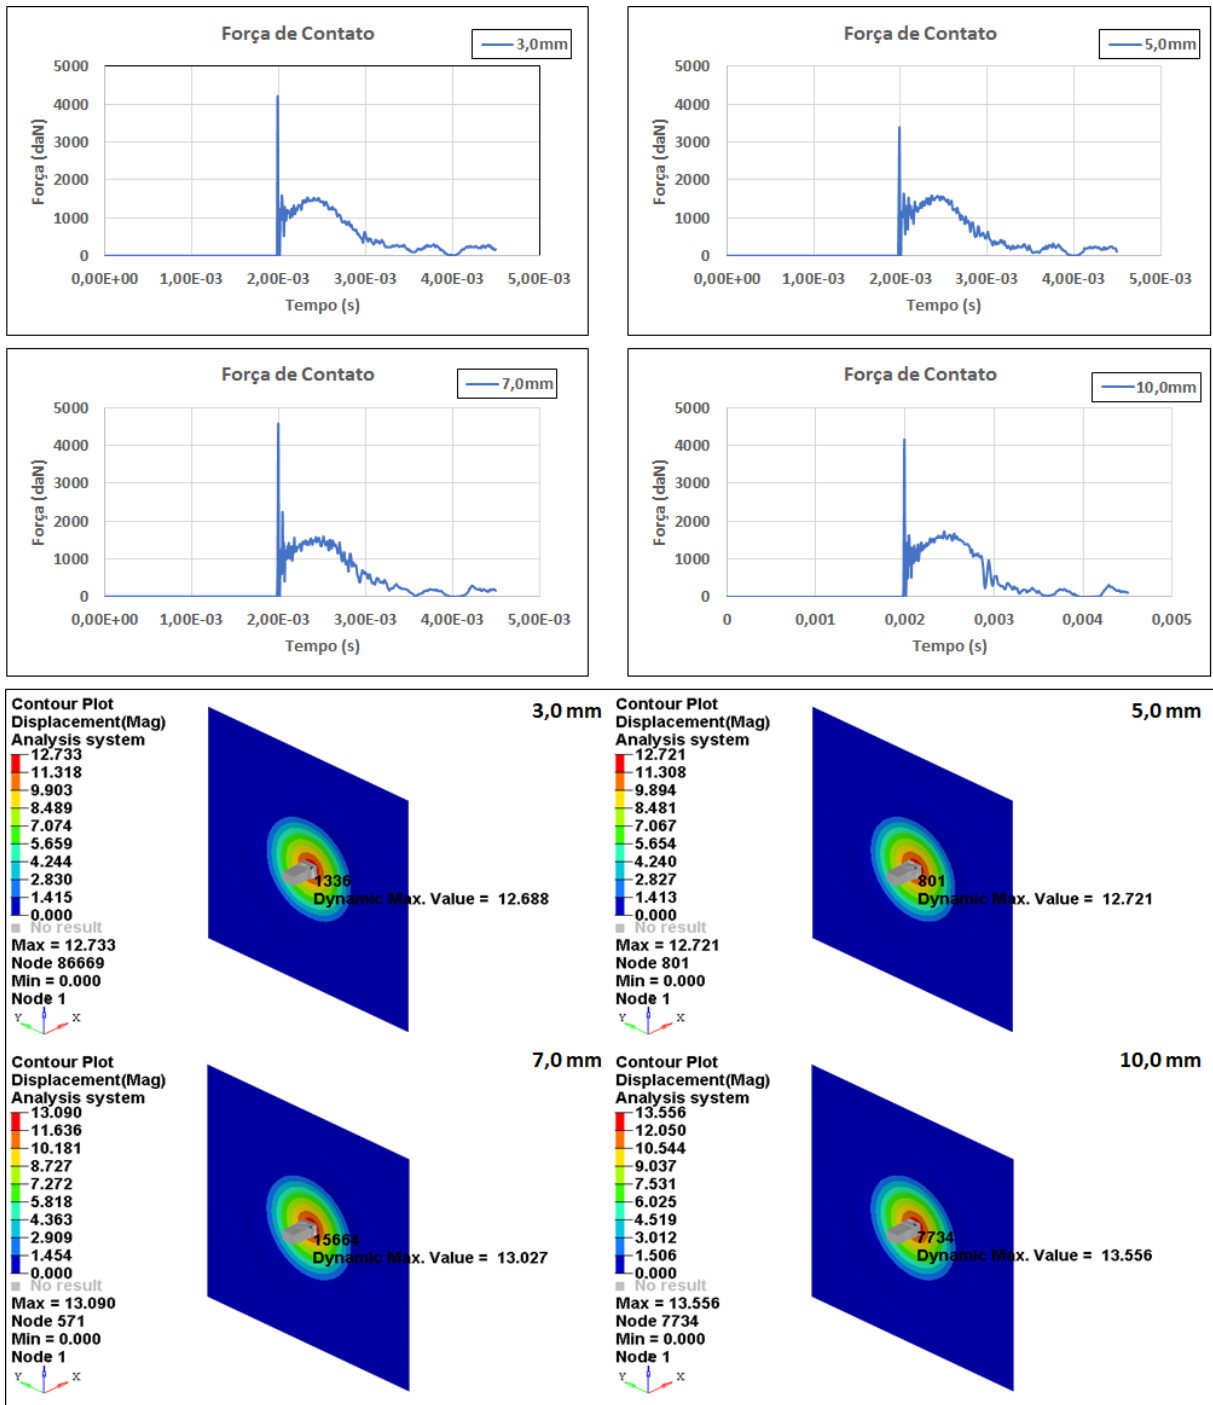 Força de Contato
3,0mm
5000
4000
3000
2000
1000
0
Força (daN)
0,00E+00 1,00E-03 2,00E-03 3,00E-03 4,00E-03 5,00E-03
Tempo (s)
Força de Contato
5,0mm
5000
4000
3000
2000
1000
0
Força (daN)
0,00E+00 1,00E-03 2,00E-03 3,00E-03 4,00E-03 5,00E-03
Tempo (s)
Força de Contato
7,0mm
5000
4000
3000
2000
1000
0
Força (daN)
0,00E+00 1,00E-03 2,00E-03 3,00E-03 4,00E-03 5,00E-03
Tempo (s)
Força de Contato
10,0mm
5000
4000
3000
2000
1000
0
Força (daN)
0 0,001 0,002 0,003 0,004 0,005
Tempo (s)
Contour Plot
Displacement(Mag)
Analysis system
3,0 mm
12.733
11.318
9.903
8.489
7.074
5.659
4.244
2.830
1.415
0.000
No result
Max = 12.733
Node 86669
Min = 0.000
Node 1
Z
Y X
1336
Dynamic Max. Value = 12.688
Contour Plot
Displacement(Mag)
Analysis system
5,0 mm
12.721
11.308
9.894
8.481
7.067
5.654
4.240
2.827
1.413
0.000
No result
Max = 12.721
Node 801
Min = 0.000
Node 1
Z
Y X
801
Dynamic Max. Value = 12.721
Contour Plot
Displacement(Mag)
Analysis system
7,0 mm
13.090
11.636
10.181
8.727
7.272
5.818
4.363
2.909
1.454
0.000
No result
Max = 13.090
Node 571
Min = 0.000
Node 1
Z
Y X
15664
Dynamic Max. Value = 13.027
Contour Plot
Displacement(Mag)
Analysis system
10,0 mm
13.556
12.050
10.544
9.037
7.531
6.025
4.519
3.012
1.506
0.000
No result
Max = 13.556
Node 7734
Min = 0.000
Node 1
Z
Y X
7734
Dynamic Max. Value = 13.556